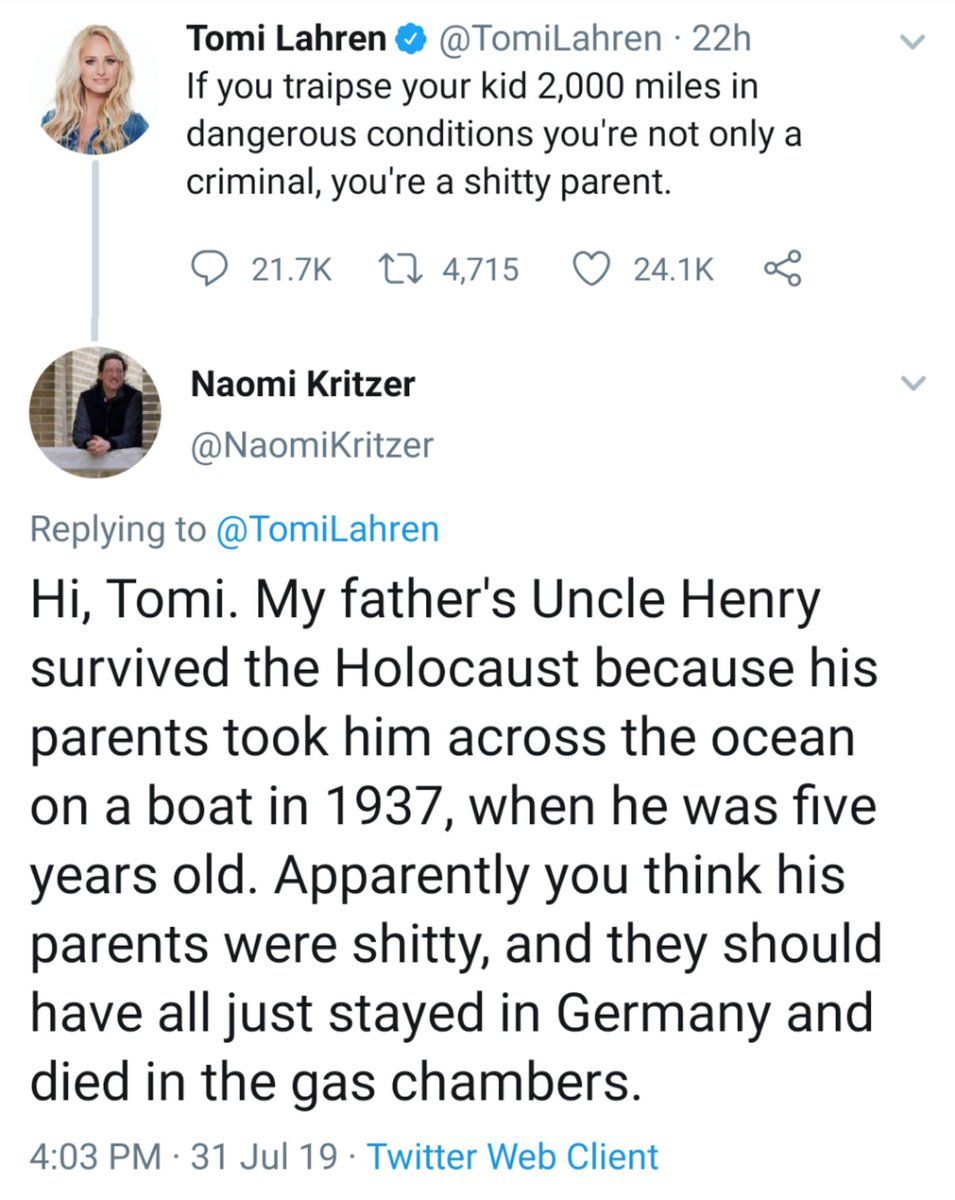 Tomi Lahren @TomiLahren · 22h
If you traipse your kid 2,000 miles in
dangerous conditions you're not only a
criminal, you're a shitty parent.
21.7K 4,715 24.1K
Naomi Kritzer
@NaomiKritzer
Replying to @TomiLahren
Hi, Tomi. My father's Uncle Henry
survived the Holocaust because his
parents took him across the ocean
on a boat in 1937, when he was five
years old. Apparently you think his
parents were shitty, and they should
have all just stayed in Germany and
died in the gas chambers.
4:03 PM · 31 Jul 19 · Twitter Web Client